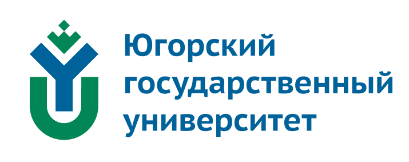 Югорский
государственный
университет